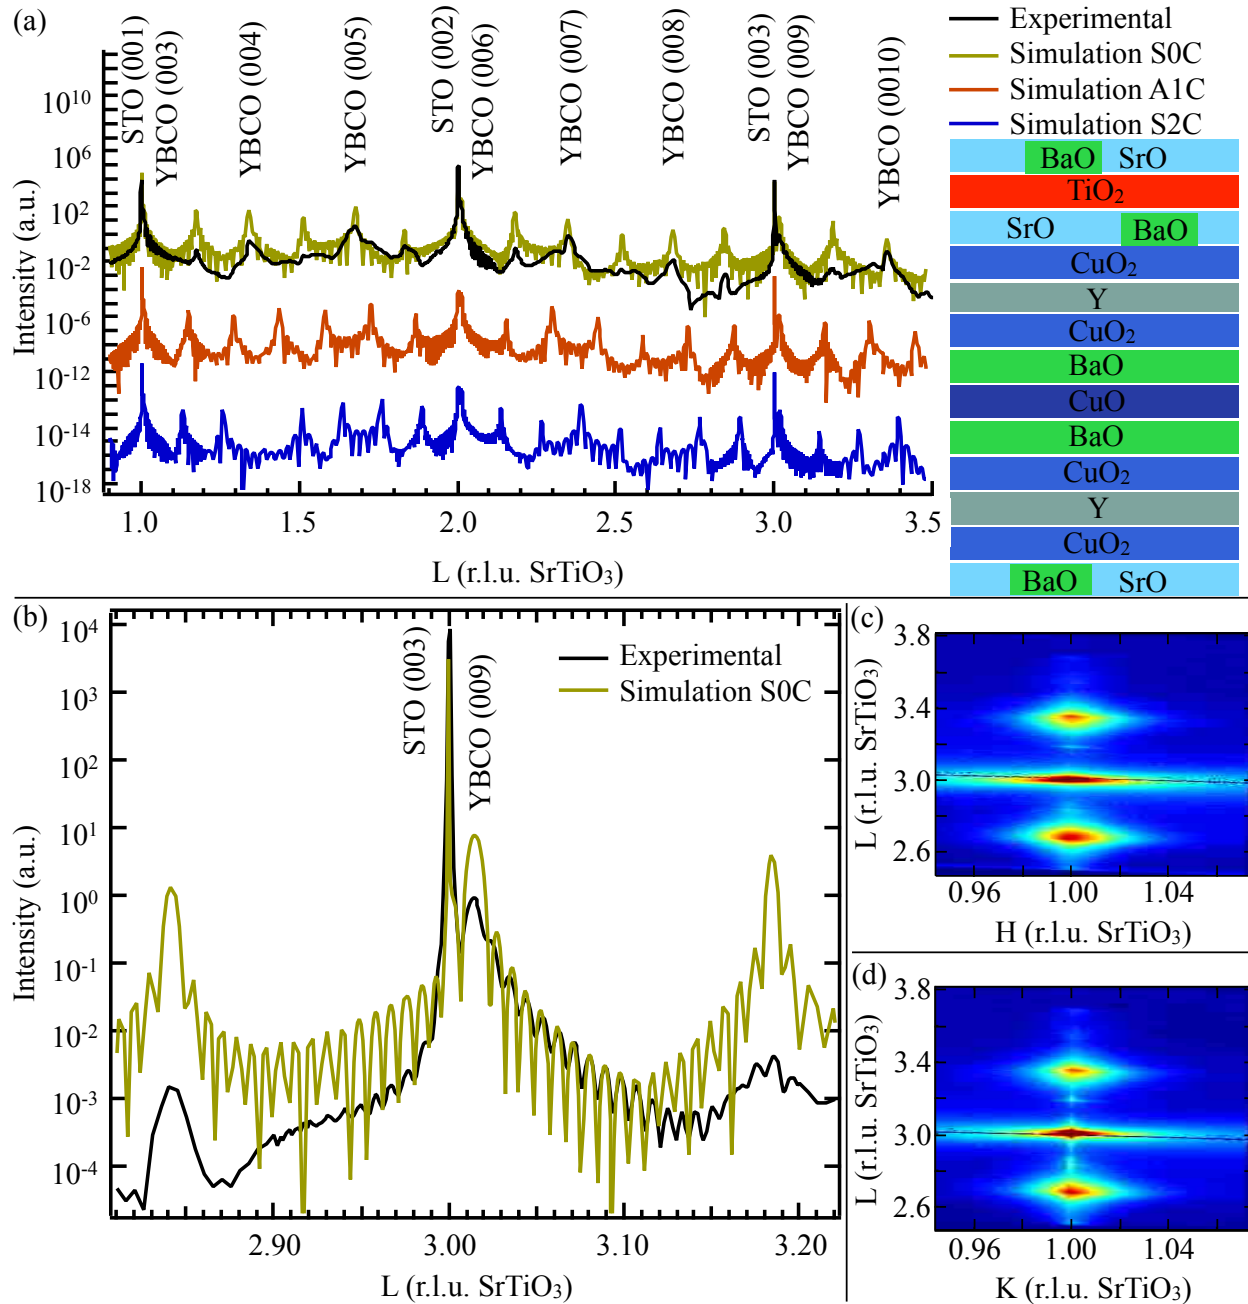 (a)
STO (001)
YBCO (003)
YBCO (004)
YBCO (005)
STO (002)
YBCO (006)
YBCO (007)
YBCO (008)
STO (003)
YBCO (009)
YBCO (0010)
Experimental
Simulation S0C
Simulation A1C
Simulation S2C
Intensity (a.u.)
10^10
10^6
10^2
10^-2
10^-6
10^-12
10^-14
10^-18
1.0 1.5 2.0 2.5 3.0 3.5
L (r.l.u. SrTiO₃)
BaO SrO
TiO₂
SrO BaO
CuO₂
Y
CuO₂
BaO
CuO
BaO
CuO₂
Y
CuO₂
BaO SrO
(b)
STO (003)
YBCO (009)
Experimental
Simulation S0C
Intensity (a.u.)
10^4
10^3
10^2
10^1
10^0
10^-1
10^-2
10^-3
10^-4
2.90 3.00 3.10 3.20
L (r.l.u. SrTiO₃)
(c)
L (r.l.u. SrTiO₃)
3.8
3.4
3.0
2.6
0.96 1.00 1.04
H (r.l.u. SrTiO₃)
(d)
L (r.l.u. SrTiO₃)
3.8
3.4
3.0
2.6
0.96 1.00 1.04
K (r.l.u. SrTiO₃)